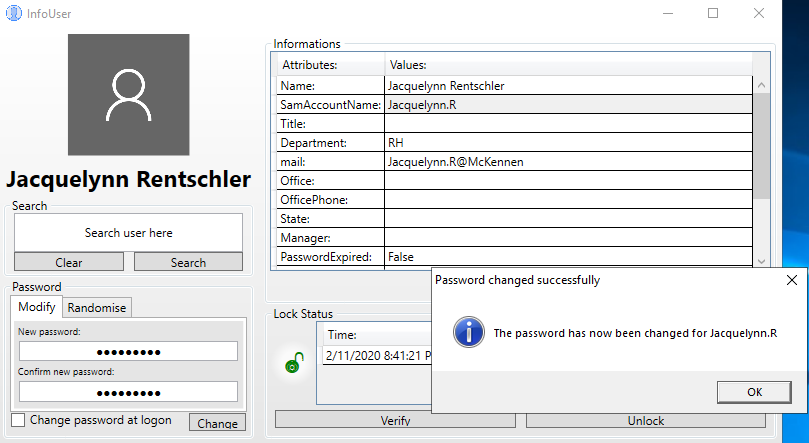 InfoUser
Jacquelynn Rentschler
Search
Search user here
Clear Search
Password
Modify Randomise
New password:
●●●●●●●●●
Confirm new password:
●●●●●●●●●
Change password at logon Change
Informations
Attributes: Values:
Name: Jacquelynn Rentschler
SamAccountName: Jacquelynn.R
Title:
Department: RH
mail: Jacquelynn.R@McKennen
Office:
OfficePhone:
State:
Manager:
PasswordExpired: False
Lock Status
Time:
2/11/2020 8:41:21 P
Verify Unlock
Password changed successfully
The password has now been changed for Jacquelynn.R
OK